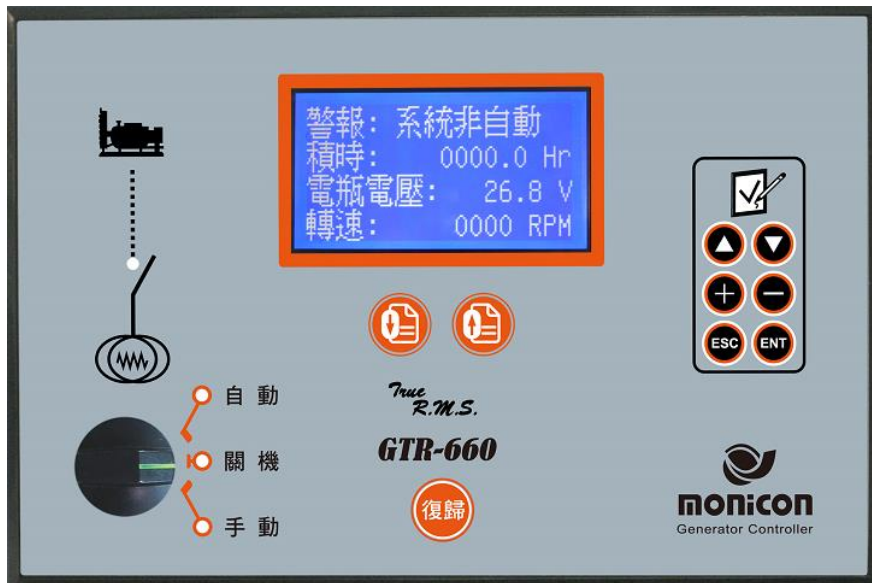 警報: 系統非自動
積時: 0000.0 Hr
電瓶電壓: 26.8 V
轉速: 0000 RPM
ESC ENT
自動
True
R.M.S.
GTR-660
關機
手動
復歸
monicon
Generator Controller